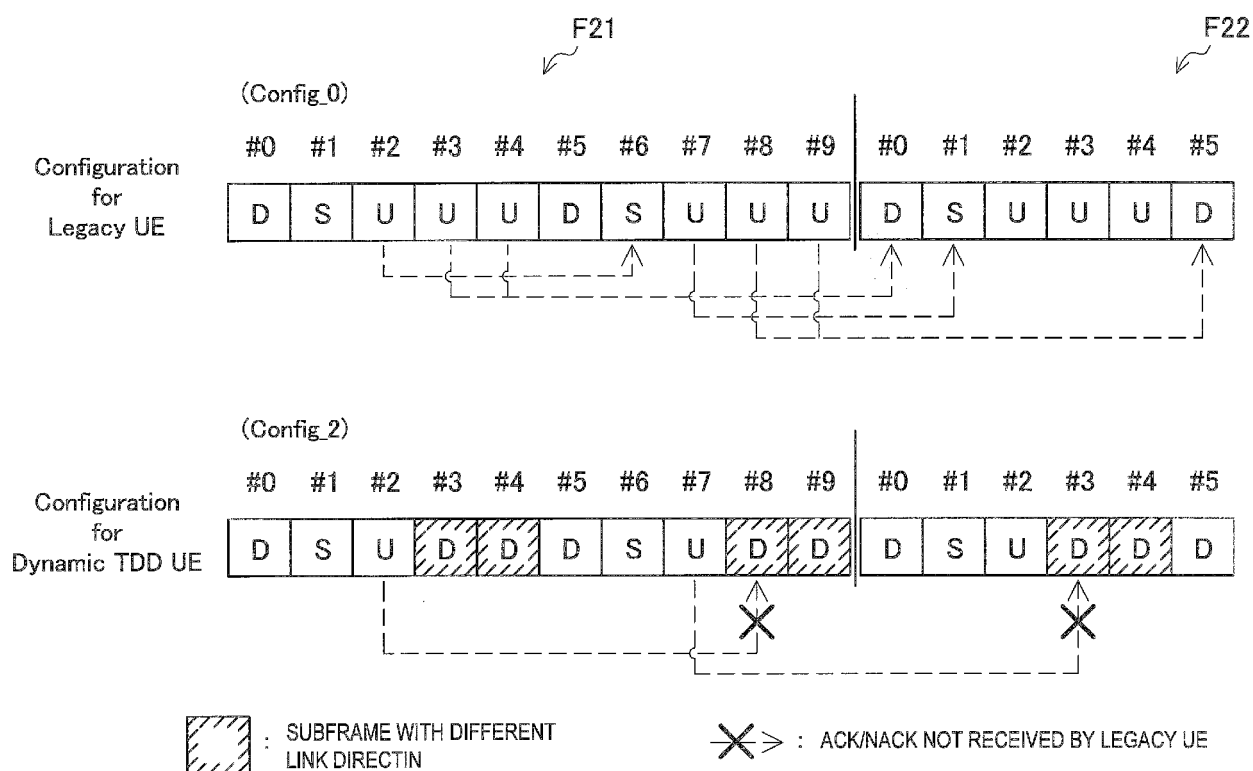 F21
F22
(Config_0)
#0 #1 #2 #3 #4 #5 #6 #7 #8 #9 #0 #1 #2 #3 #4 #5
Configuration
for
Legacy UE
D S U U U D S U U U D S U U U D
(Config_2)
#0 #1 #2 #3 #4 #5 #6 #7 #8 #9 #0 #1 #2 #3 #4 #5
Configuration
for
Dynamic TDD UE
D S U D D D S U D D D S U D D D
: SUBFRAME WITH DIFFERENT
LINK DIRECTIN
: ACK/NACK NOT RECEIVED BY LEGACY UE